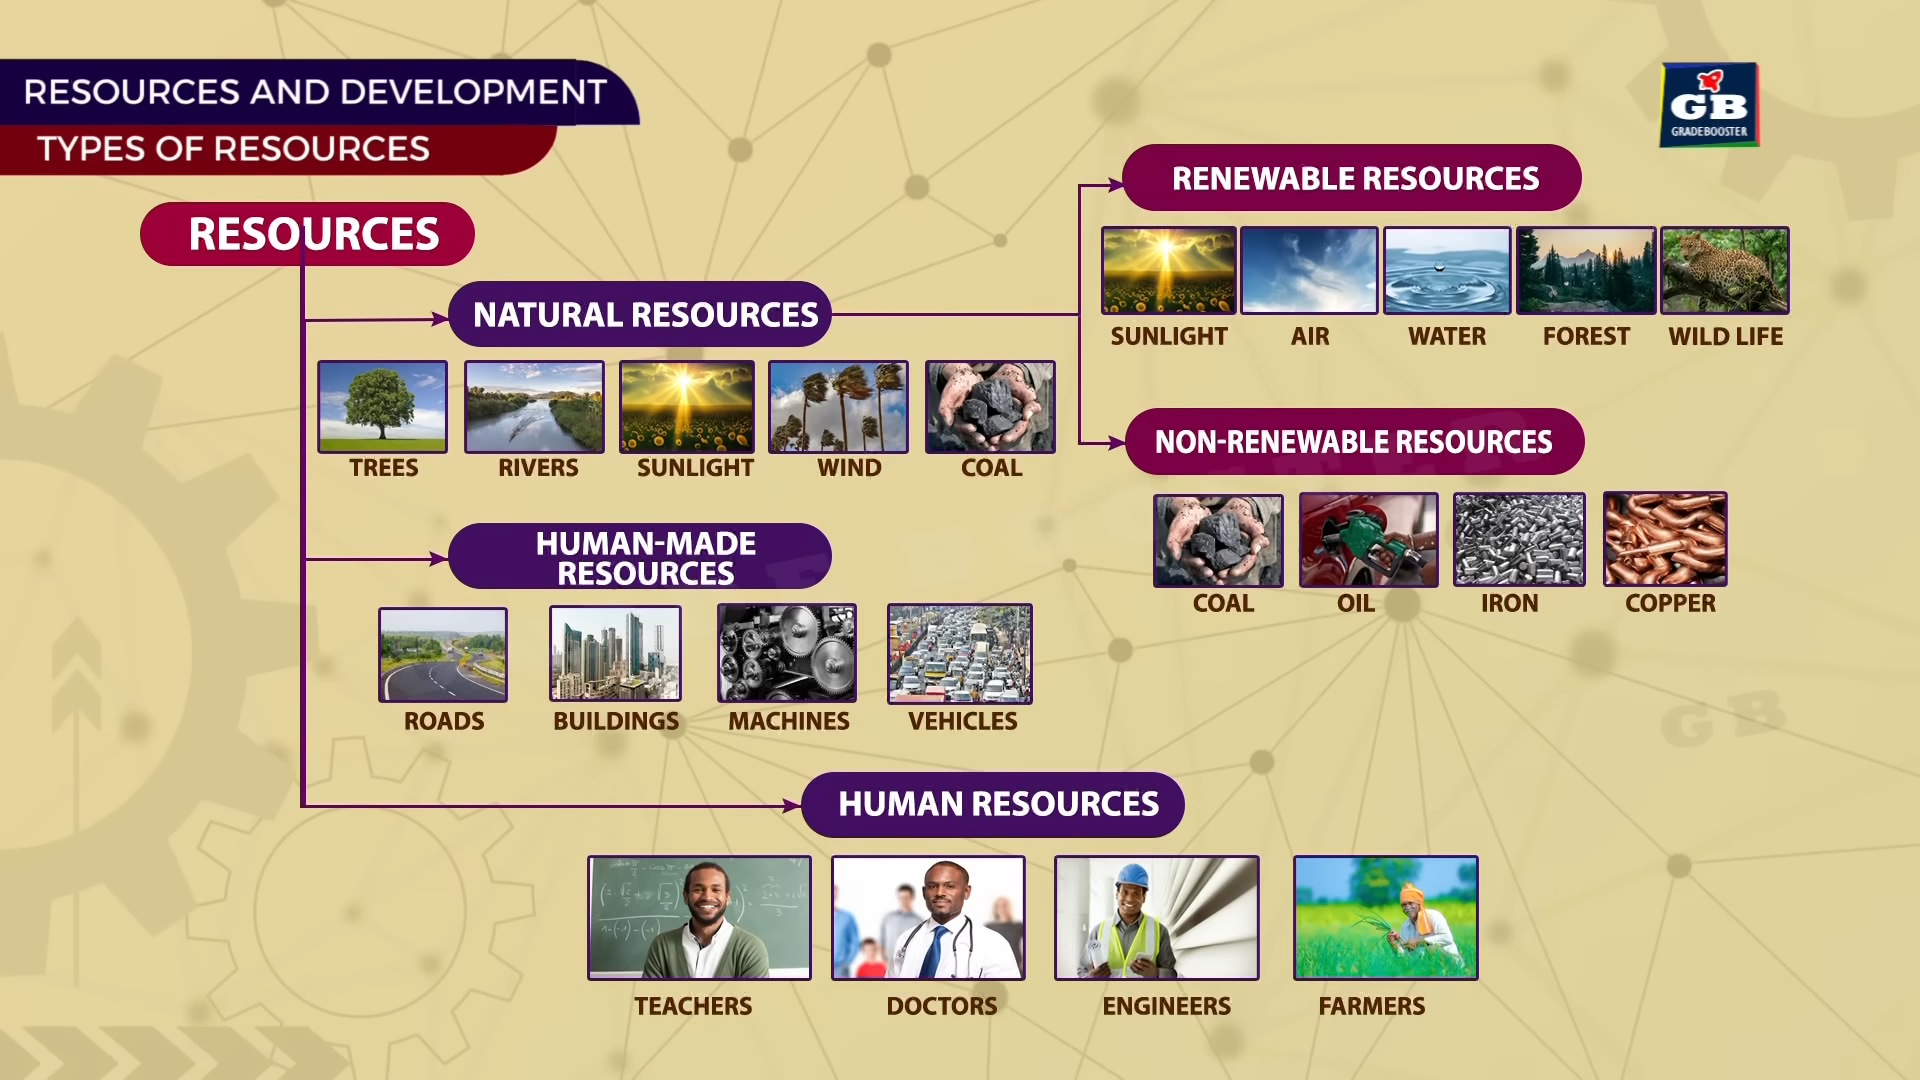 RESOURCES AND DEVELOPMENT
TYPES OF RESOURCES
GB
GRADEBOOSTER
RESOURCES
NATURAL RESOURCES
TREES
RIVERS
SUNLIGHT
WIND
COAL
RENEWABLE RESOURCES
SUNLIGHT
AIR
WATER
FOREST
WILD LIFE
NON-RENEWABLE RESOURCES
COAL
OIL
IRON
COPPER
HUMAN-MADE
RESOURCES
ROADS
BUILDINGS
MACHINES
VEHICLES
GB
HUMAN RESOURCES
TEACHERS
DOCTORS
ENGINEERS
FARMERS